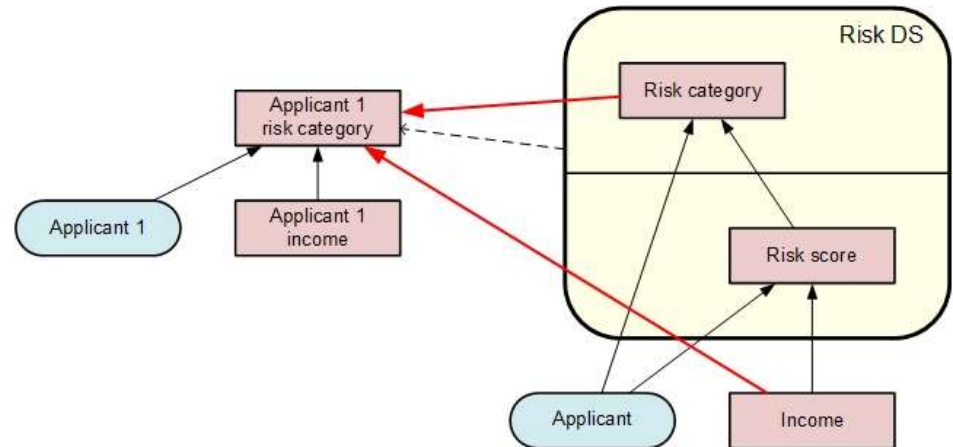 Risk DS
Risk category
Applicant 1
risk category
Applicant 1
Applicant 1
income
Risk score
Applicant
Income